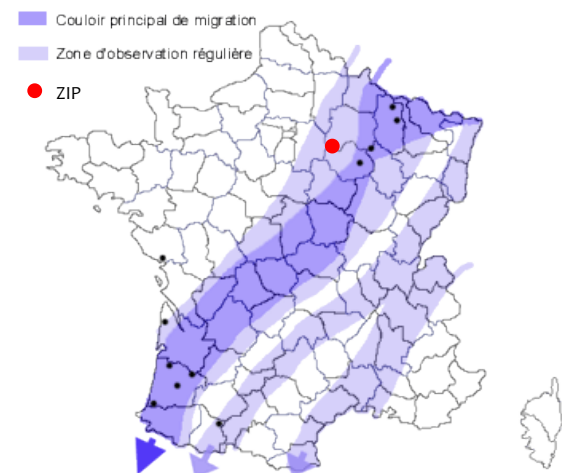 Couloir principal de migration
Zone d'observation régulière
ZIP